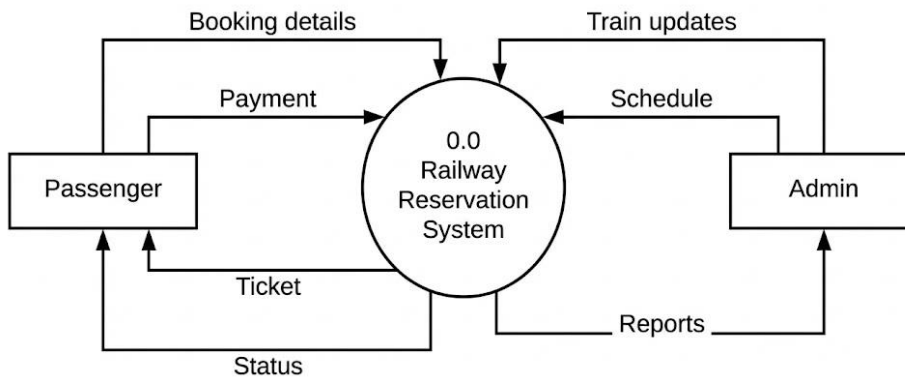 Booking details
Train updates
Payment
Schedule
0.0
Railway
Reservation
System
Passenger
Admin
Ticket
Reports
Status